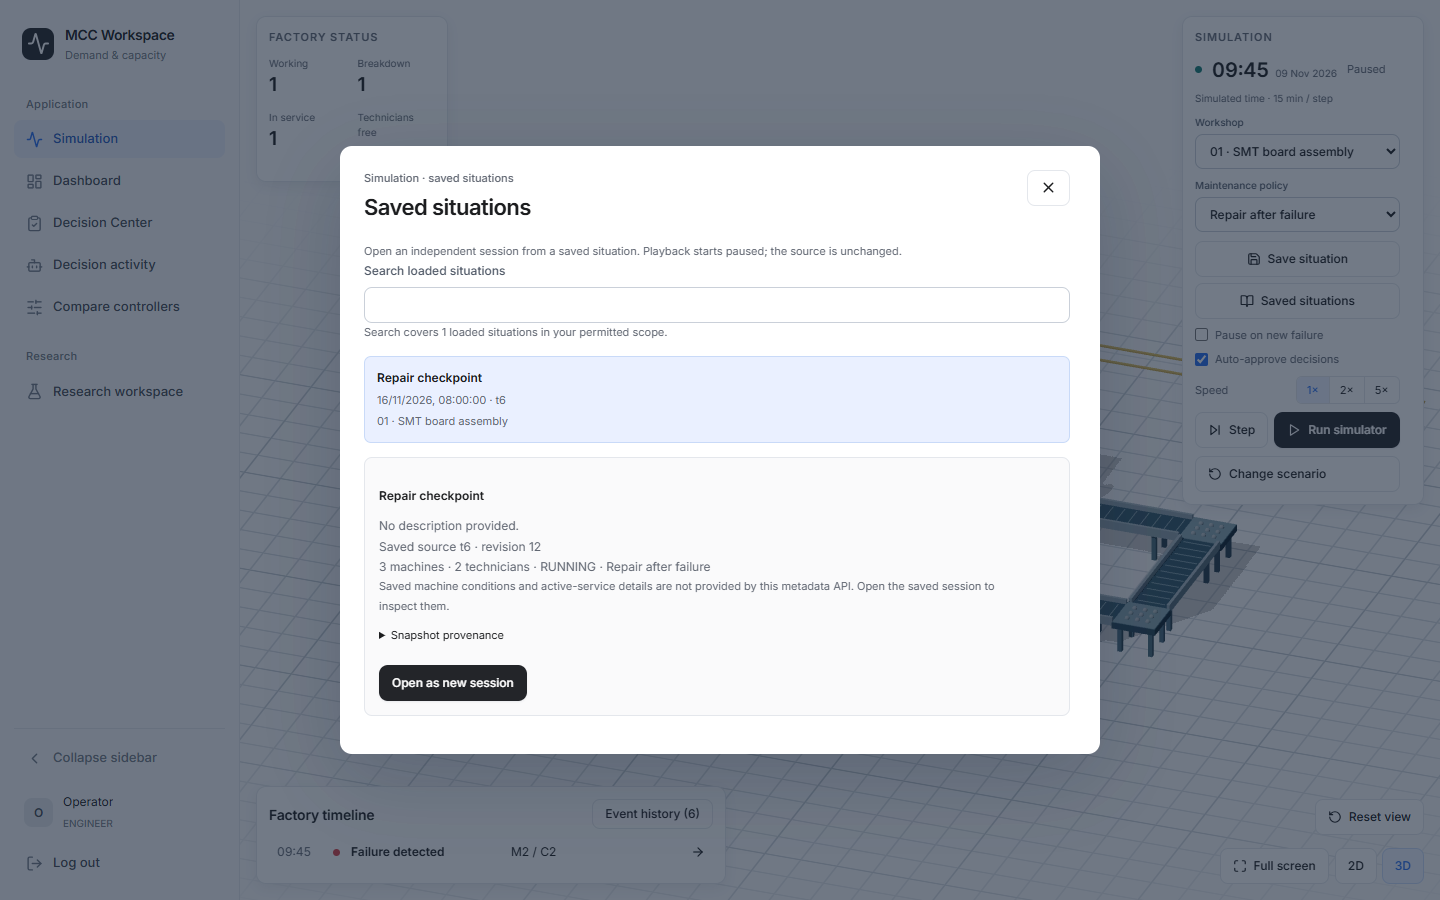 MCC Workspace
Demand & capacity
Application
Simulation
Dashboard
Decision Center
Decision activity
Compare controllers
Research
Research workspace
Collapse sidebar
O
Operator
ENGINEER
Log out
FACTORY STATUS
Working
1
Breakdown
1
In service
1
Technicians
free
Simulation · saved situations
Saved situations
Open an independent session from a saved situation. Playback starts paused; the source is unchanged.
Search loaded situations
Search covers 1 loaded situations in your permitted scope.
Repair checkpoint
16/11/2026, 08:00:00 · t6
01 · SMT board assembly
Repair checkpoint
No description provided.
Saved source t6 · revision 12
3 machines · 2 technicians · RUNNING · Repair after failure
Saved machine conditions and active-service details are not provided by this metadata API. Open the saved session to
inspect them.
Snapshot provenance
Open as new session
SIMULATION
09:45 09 Nov 2026 Paused
Simulated time · 15 min / step
Workshop
01 · SMT board assembly
Maintenance policy
Repair after failure
Save situation
Saved situations
Pause on new failure
Auto-approve decisions
Speed 1× 2× 5×
Step Run simulator
Change scenario
Factory timeline
Event history (6)
09:45 Failure detected M2 / C2
Reset view
Full screen 2D 3D